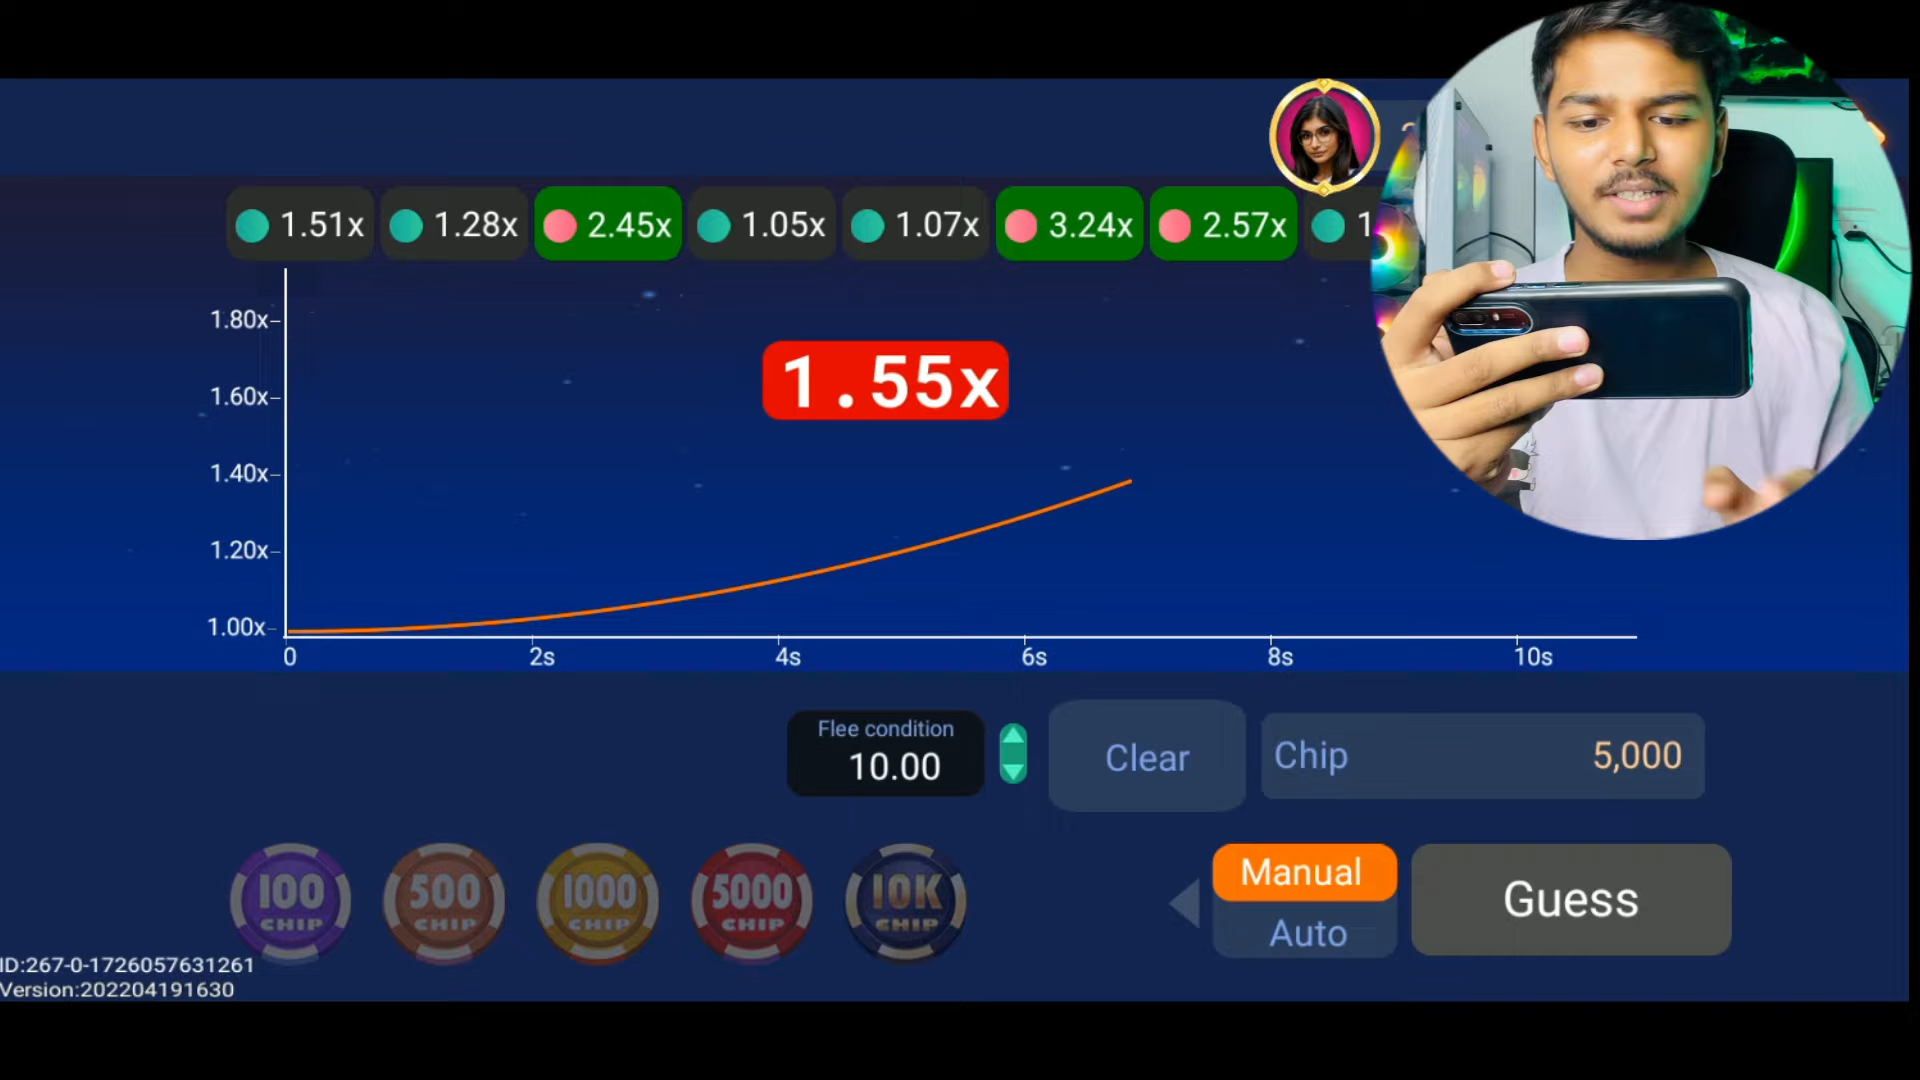 1.51x 1.28x 2.45x 1.05x 1.07x 3.24x 2.57x
1.80x
1.55x
1.60x
1.40x
1.20x
1.00x
0 2s 4s 6s 8s 10s
Flee condition
10.00
Clear
Chip 5,000
100 CHIP
500 CHIP
1000 CHIP
5000 CHIP
10K CHIP
Manual
Auto
Guess
ID:267-0-1726057631261
Version:202204191630